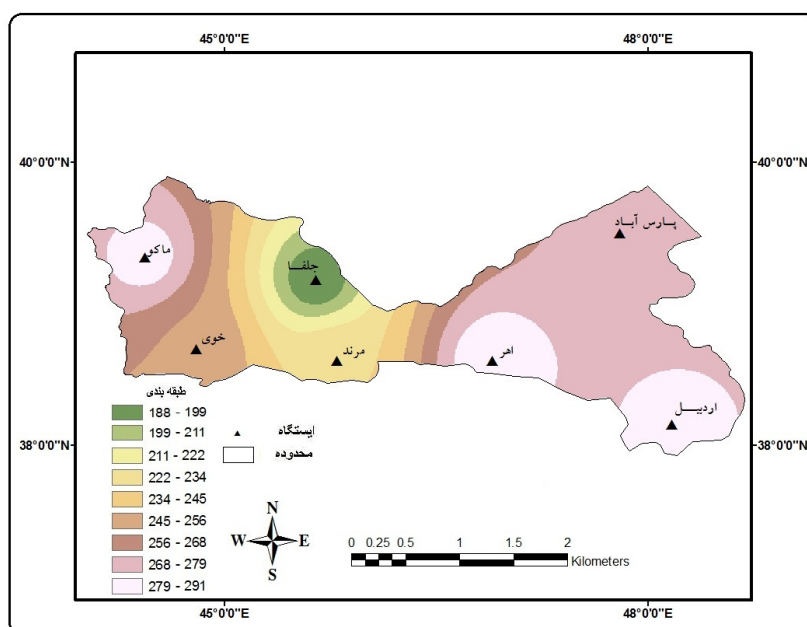 45°0'0"E 48°0'0"E
40°0'0"N 40°0'0"N
پارس آباد
ماکو
جلفا
خوی
مرند
اهر
اردبیل
طبقه بندی
188 - 199
199 - 211
211 - 222
222 - 234
234 - 245
245 - 256
256 - 268
268 - 279
279 - 291
ایستگاه
محدوده
38°0'0"N 38°0'0"N
N
W E
S
0 0.25 0.5 1 1.5 2
Kilometers
45°0'0"E 48°0'0"E